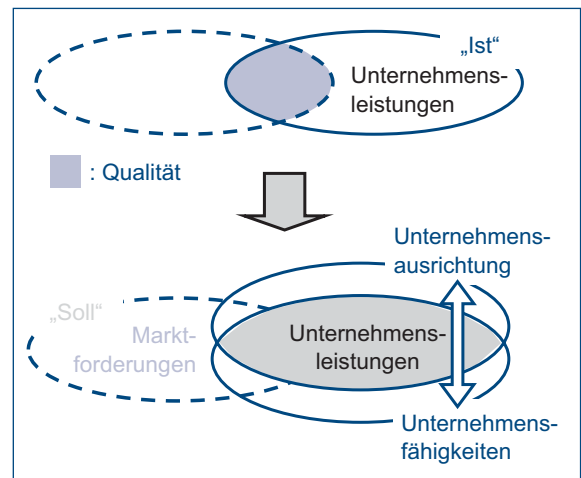 „Ist“
Unternehmens-
leistungen
: Qualität
Unternehmens-
ausrichtung
„Soll“
Markt-
forderungen
Unternehmens-
leistungen
Unternehmens-
fähigkeiten